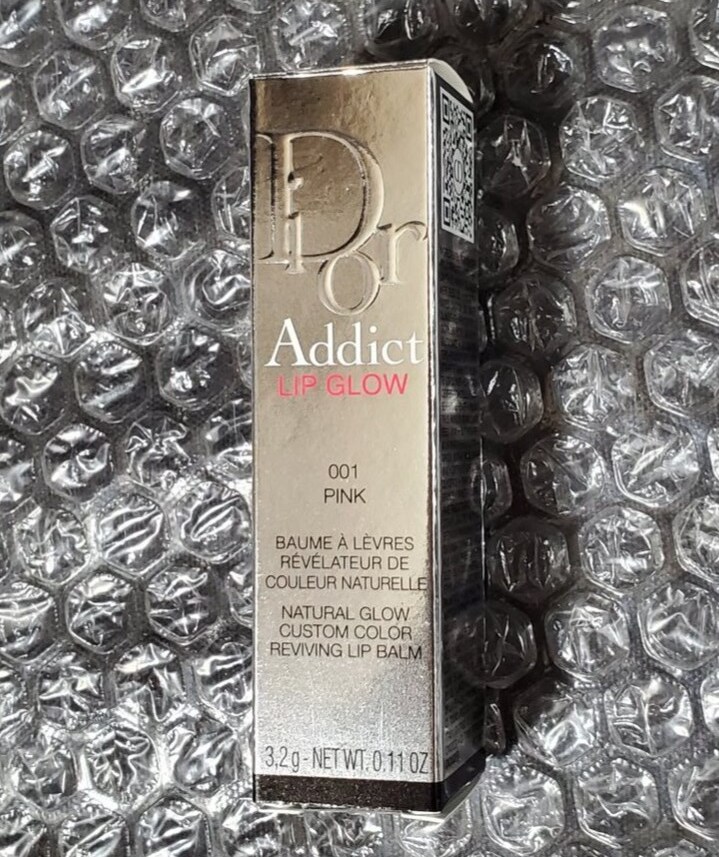 Dior
Addict
LIP GLOW
001
PINK
BAUME À LÈVRES
RÉVÉLATEUR DE
COULEUR NATURELLE
NATURAL GLOW
CUSTOM COLOR
REVIVING LIP BALM
3,2 g - NET WT. 0.11 OZ